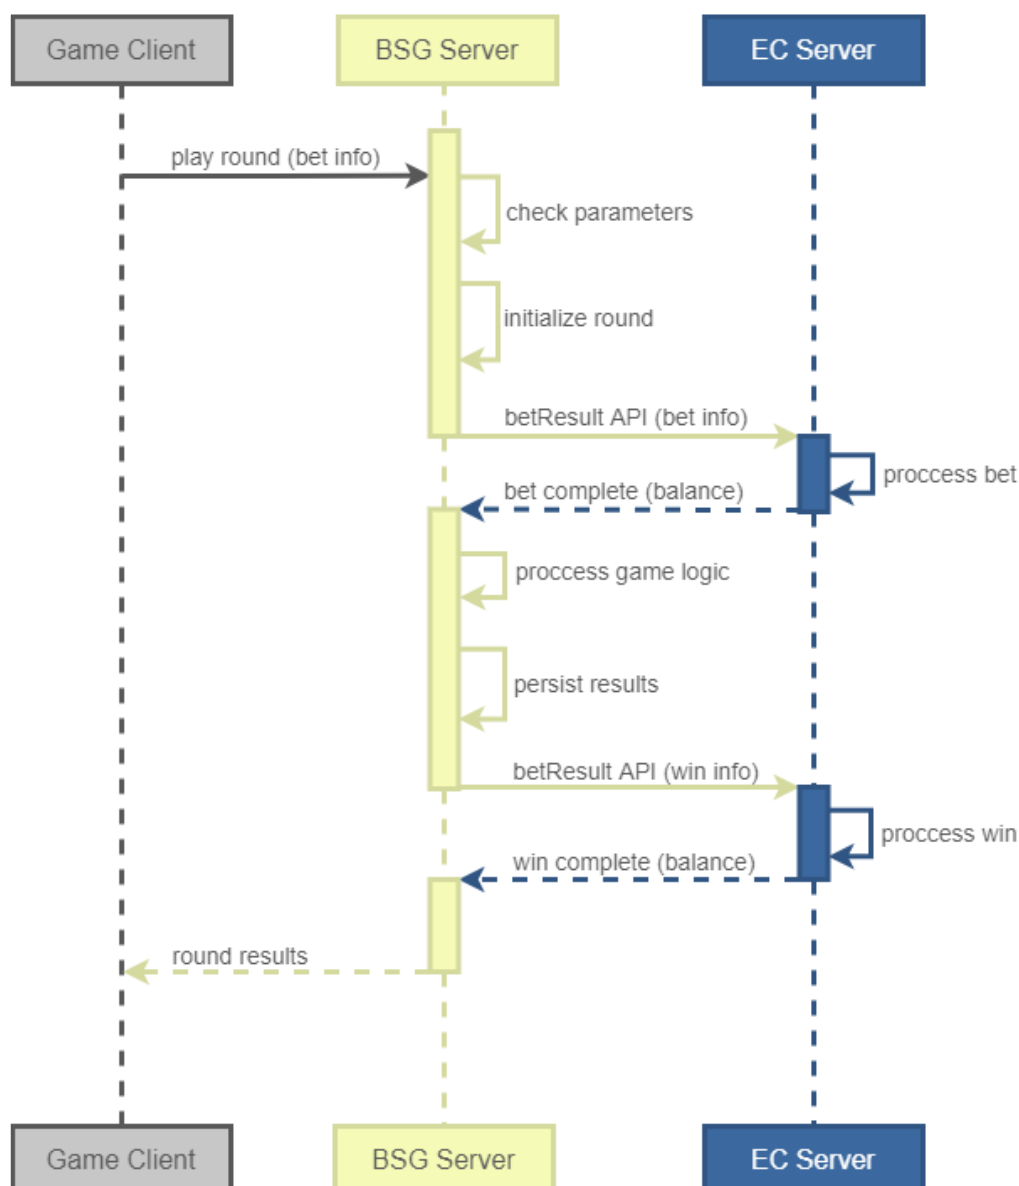 Game Client
BSG Server
EC Server
play round (bet info)
check parameters
initialize round
betResult API (bet info)
proccess bet
bet complete (balance)
proccess game logic
persist results
betResult API (win info)
proccess win
win complete (balance)
round results
Game Client
BSG Server
EC Server